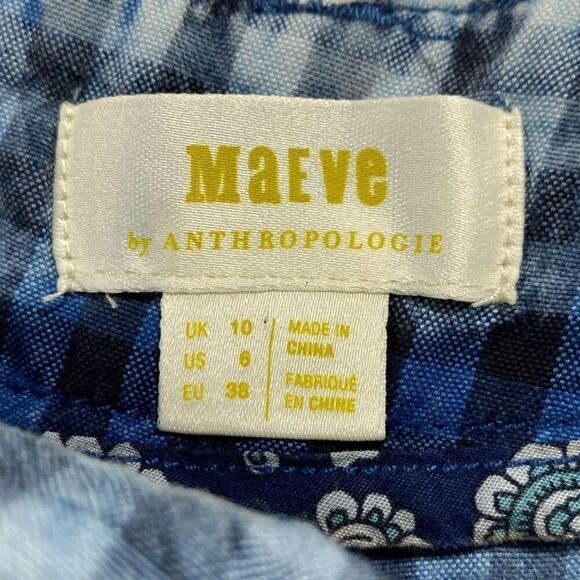 MaEVe
by ANTHROPOLOGIE
UK 10
US 6
EU 38
MADE IN
CHINA
FABRIQUÉ
EN CHINE